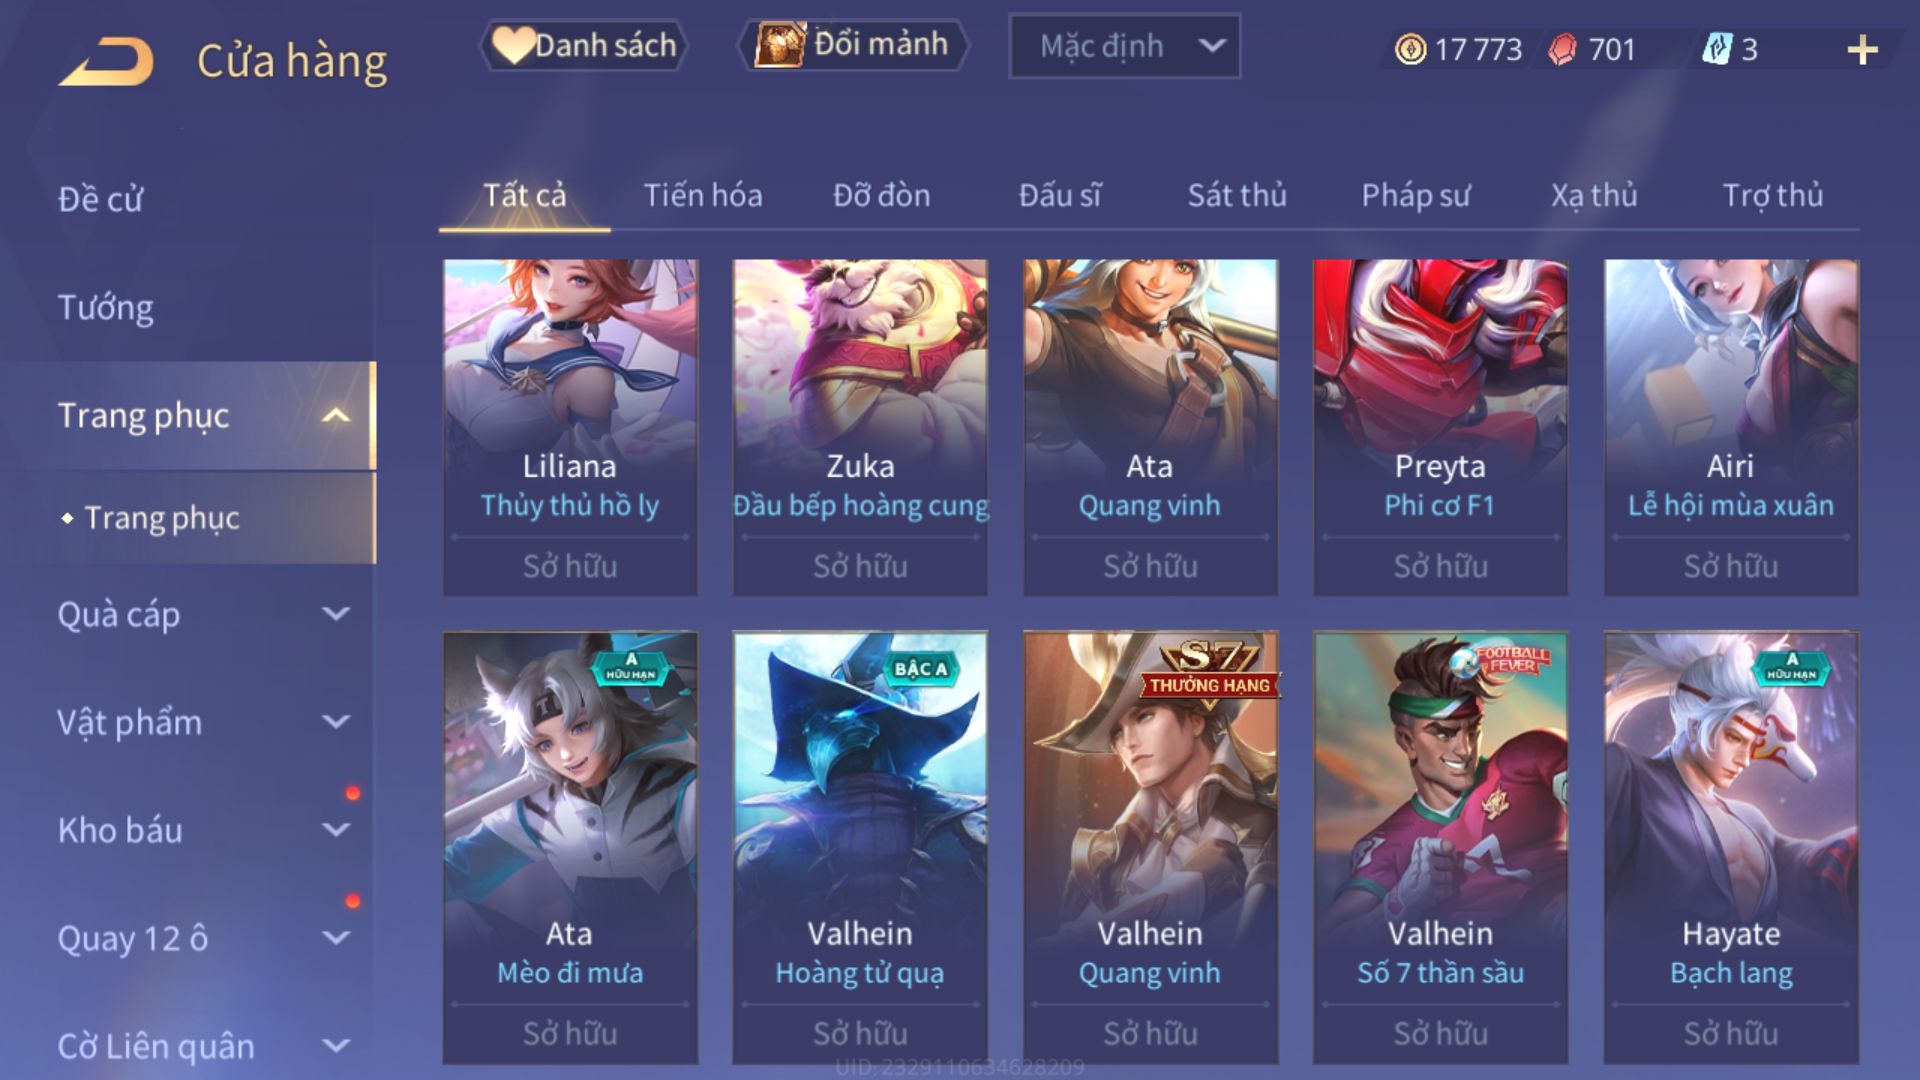 Cửa hàng
Danh sách
Đổi mảnh
Mặc định
17 773
701
3
Đề cử
Tướng
Trang phục
Trang phục
Quà cáp
Vật phẩm
Kho báu
Quay 12 ô
Cờ Liên quân
Tất cả
Tiến hóa
Đỡ đòn
Đấu sĩ
Sát thủ
Pháp sư
Xạ thủ
Trợ thủ
Liliana
Thủy thủ hồ ly
Sở hữu
Zuka
Đầu bếp hoàng cung
Sở hữu
Ata
Quang vinh
Sở hữu
Preyta
Phi cơ F1
Sở hữu
Airi
Lễ hội mùa xuân
Sở hữu
A
HỮU HẠN
Ata
Mèo đi mưa
Sở hữu
BẬC A
Valhein
Hoàng tử quạ
Sở hữu
S7
THƯỞNG HẠNG
Valhein
Quang vinh
Sở hữu
FOOTBALL
FEVER
Valhein
Số 7 thần sầu
Sở hữu
A
HỮU HẠN
Hayate
Bạch lang
Sở hữu
UID: 2329110634628209